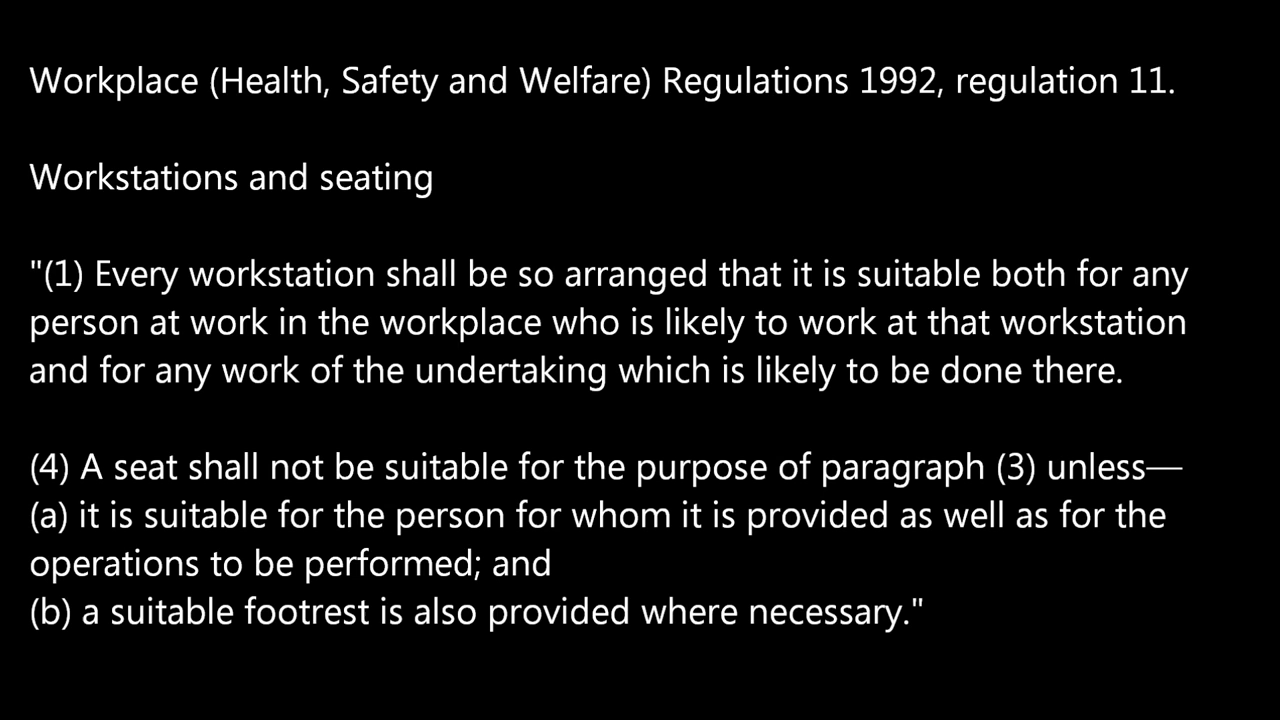 Workplace (Health, Safety and Welfare) Regulations 1992, regulation 11.
Workstations and seating
"(1) Every workstation shall be so arranged that it is suitable both for any
person at work in the workplace who is likely to work at that workstation
and for any work of the undertaking which is likely to be done there.
(4) A seat shall not be suitable for the purpose of paragraph (3) unless—
(a) it is suitable for the person for whom it is provided as well as for the
operations to be performed; and
(b) a suitable footrest is also provided where necessary."